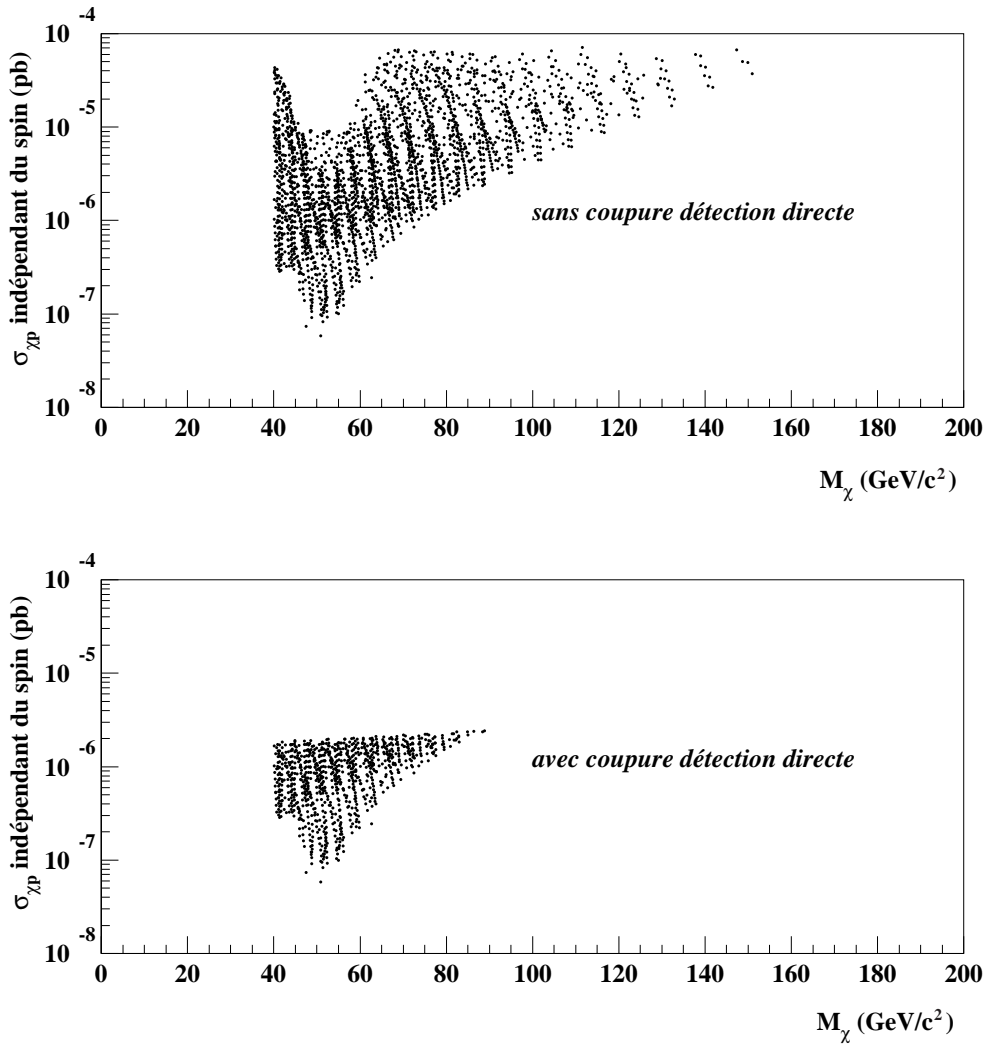 σχp indépendant du spin (pb)
10 -4
10 -5
10 -6
10 -7
10 -8
sans coupure détection directe
0 20 40 60 80 100 120 140 160 180 200
Mχ (GeV/c2)
σχp indépendant du spin (pb)
10 -4
10 -5
10 -6
10 -7
10 -8
avec coupure détection directe
0 20 40 60 80 100 120 140 160 180 200
Mχ (GeV/c2)